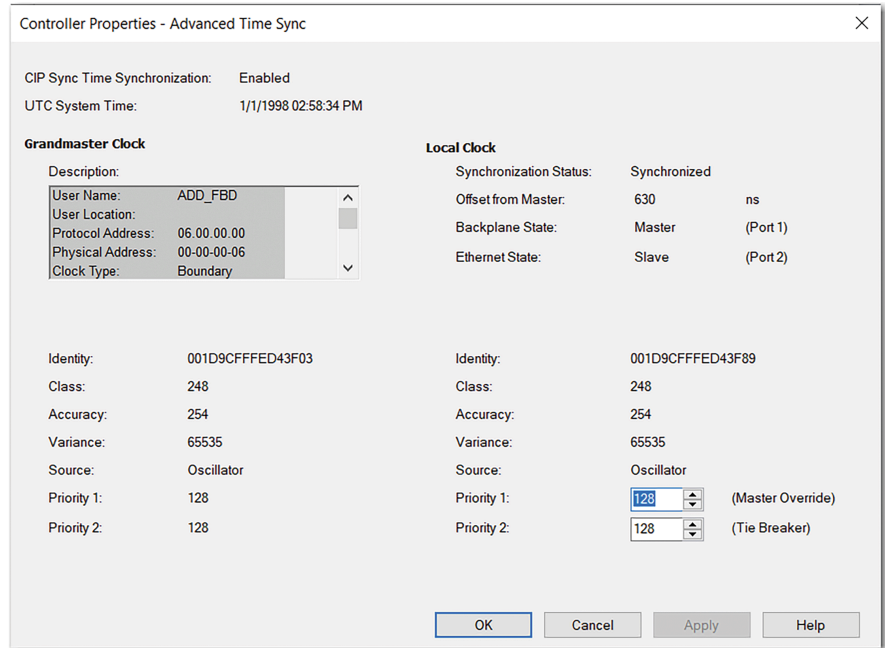 Controller Properties - Advanced Time Sync
CIP Sync Time Synchronization: Enabled
UTC System Time: 1/1/1998 02:58:34 PM
Grandmaster Clock
Description:
User Name: ADD_FBD
User Location:
Protocol Address: 06.00.00.00
Physical Address: 00-00-00-06
Clock Type: Boundary
Identity: 001D9CFFFED43F03
Class: 248
Accuracy: 254
Variance: 65535
Source: Oscillator
Priority 1: 128
Priority 2: 128
Local Clock
Synchronization Status: Synchronized
Offset from Master: 630 ns
Backplane State: Master (Port 1)
Ethernet State: Slave (Port 2)
Identity: 001D9CFFFED43F89
Class: 248
Accuracy: 254
Variance: 65535
Source: Oscillator
Priority 1: 128 (Master Override)
Priority 2: 128 (Tie Breaker)
OK Cancel Apply Help